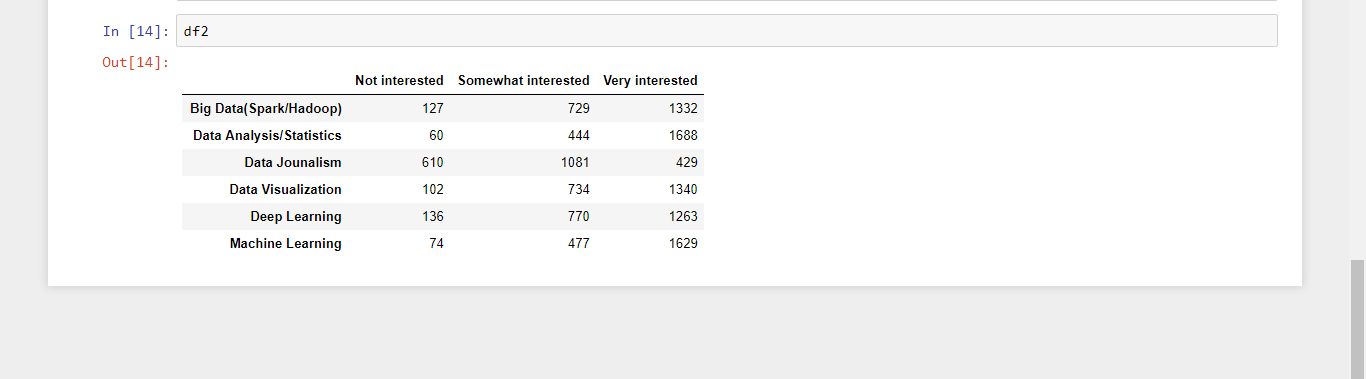 In [14]: df2
Out[14]:
Not interested Somewhat interested Very interested
Big Data(Spark/Hadoop) 127 729 1332
Data Analysis/Statistics 60 444 1688
Data Jounalism 610 1081 429
Data Visualization 102 734 1340
Deep Learning 136 770 1263
Machine Learning 74 477 1629